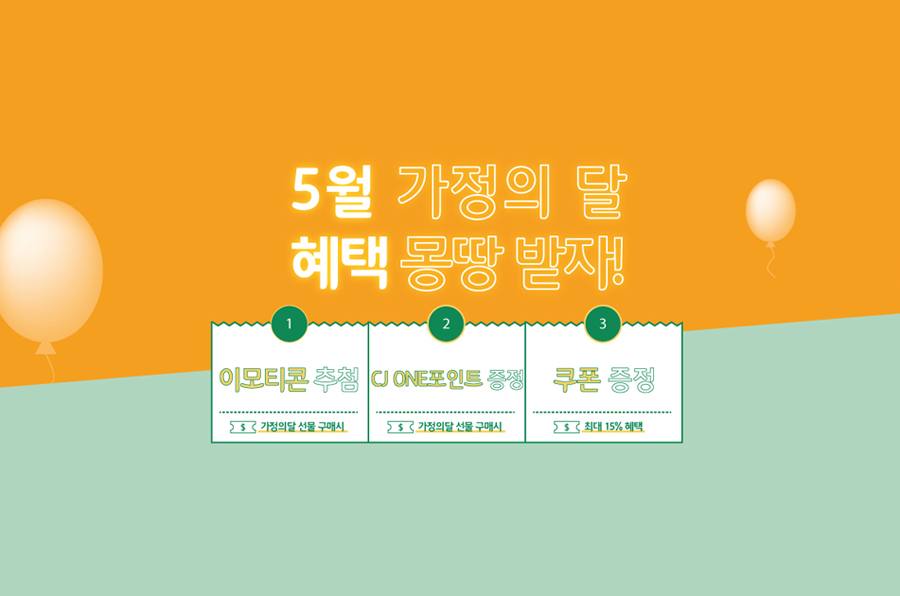 5월 가정의 달
혜택 몽땅 받자!
1
이모티콘 추첨
$ 가정의달 선물 구매시
2
CJ ONE포인트 증정
$ 가정의달 선물 구매시
3
쿠폰 증정
$ 최대 15% 혜택